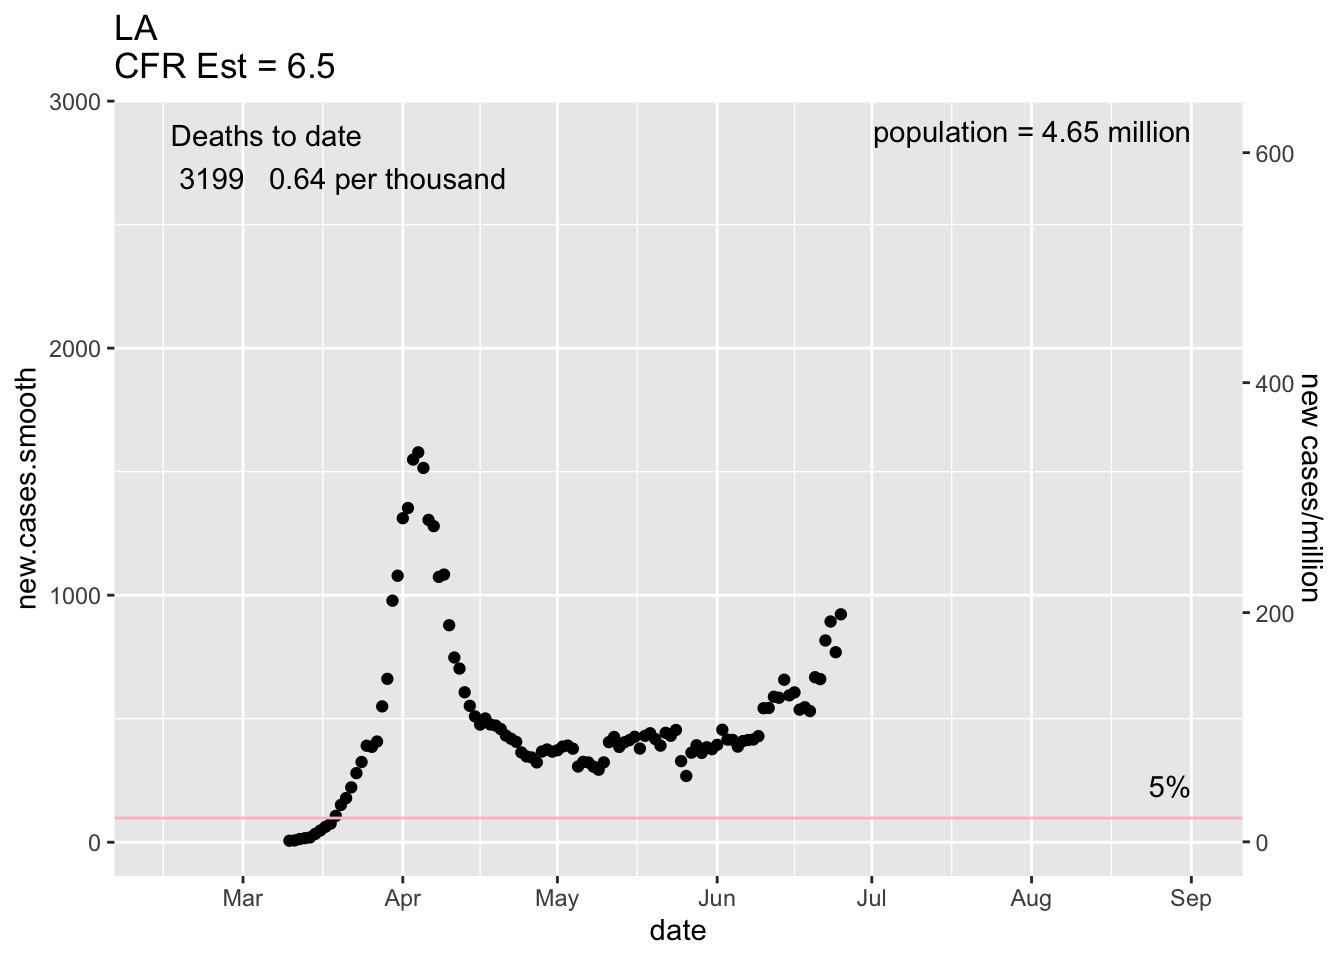 LA
CFR Est = 6.5
Deaths to date
3199 0.64 per thousand
population = 4.65 million
3000
2000
1000
0
new.cases.smooth
600
400
200
0
new cases/million
5%
Mar Apr May Jun Jul Aug Sep
date